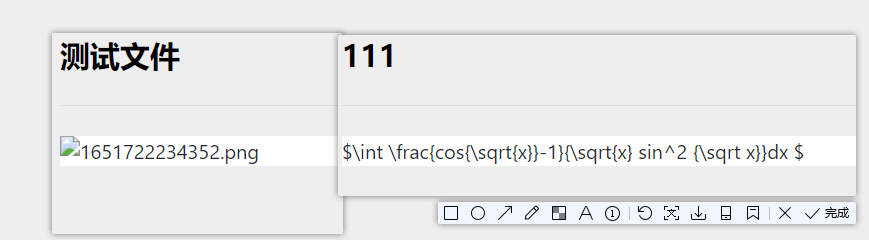 测试文件
111
1651722234352.png
$\int \frac{cos{\sqrt{x}}-1}{\sqrt{x} sin^2 {\sqrt x}}dx $
完成